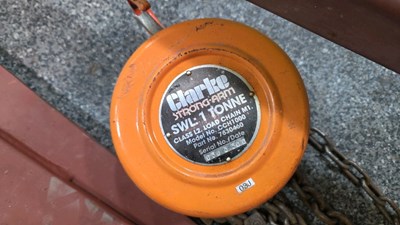 Clarke
STRONG-ARM
SWL. 1 TONNE
CLASS L2. LOAD CHAIN M1.
Model No. CCH1000
Part No. 7630460
Serial No./Date